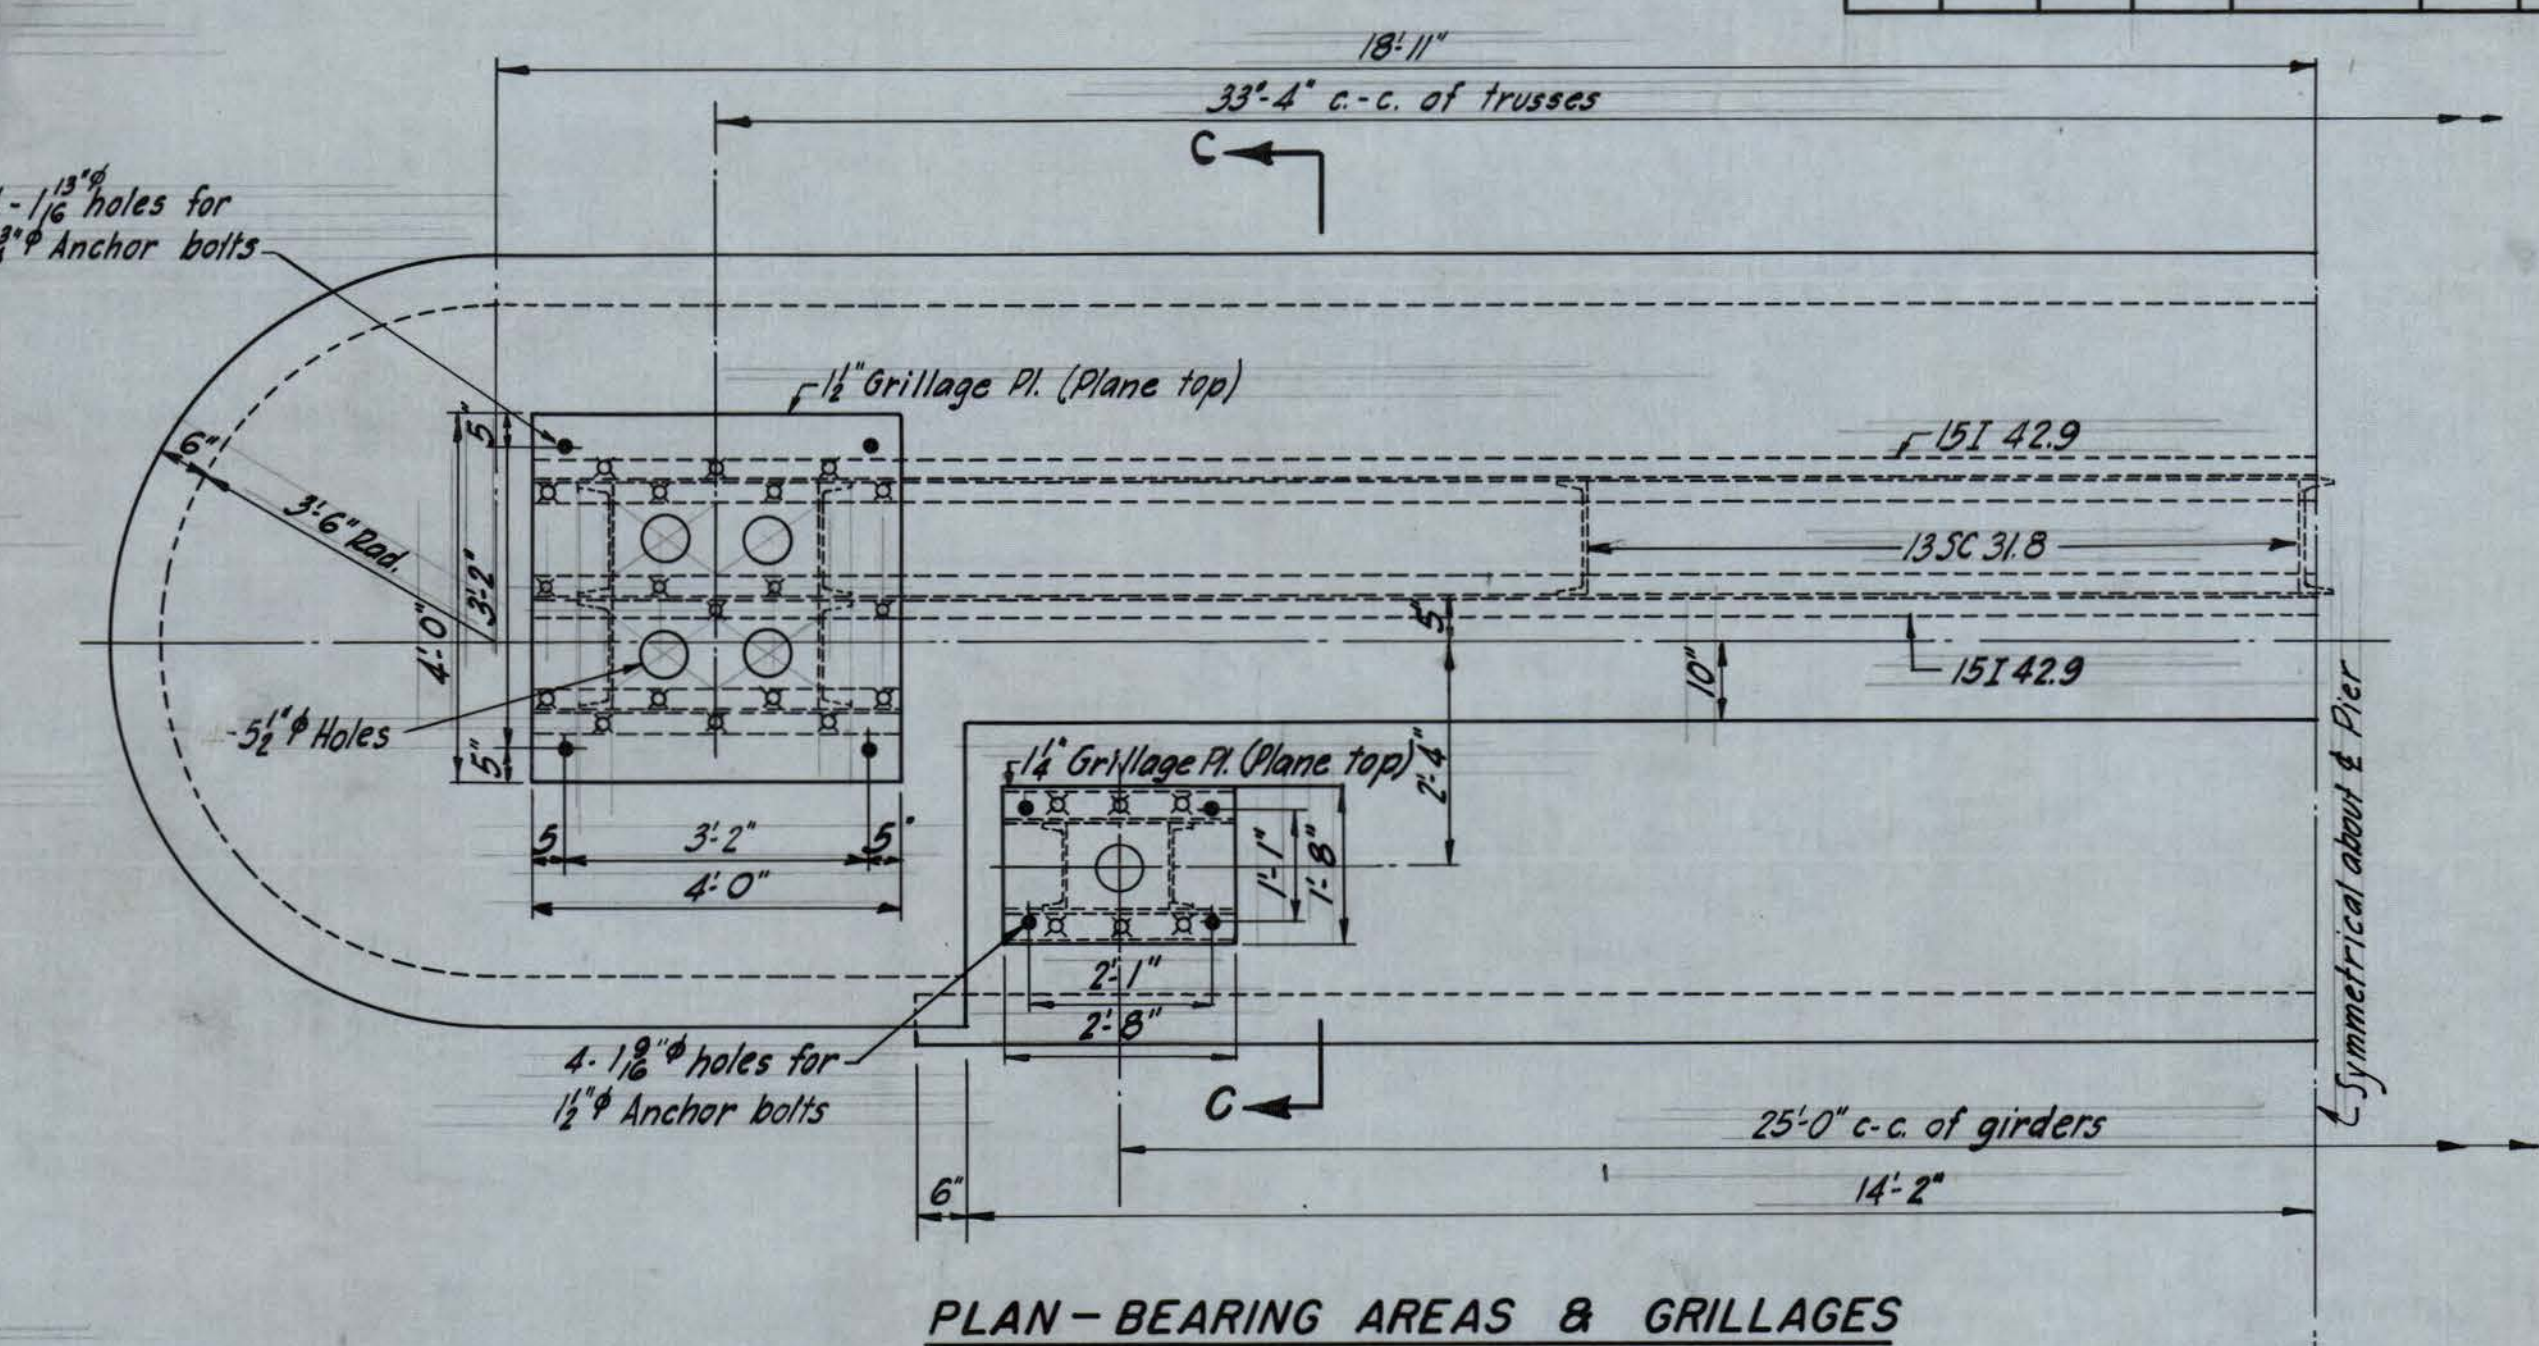 18'-11"
33'-4" c.-c. of trusses
C
-1 13/16"φ holes for
"φ Anchor bolts
1 1/2" Grillage Pl. (Plane top)
15I 42.9
6"
3'-6" Rad.
5"
3'-2"
4'-0"
5"
13SC 31.8
5"
10"
15I 42.9
-5 1/2"φ Holes
1 1/4" Grillage Pl. (Plane top)
2'-4"
5
3'-2"
5"
4'-0"
1'-1"
1'-8"
2'-1"
2'-8"
4-1 9/16"φ holes for
1 1/2"φ Anchor bolts
C
Symmetrical about ℄ Pier
25'-0" c-c. of girders
6"
14'-2"
PLAN - BEARING AREAS & GRILLAGES